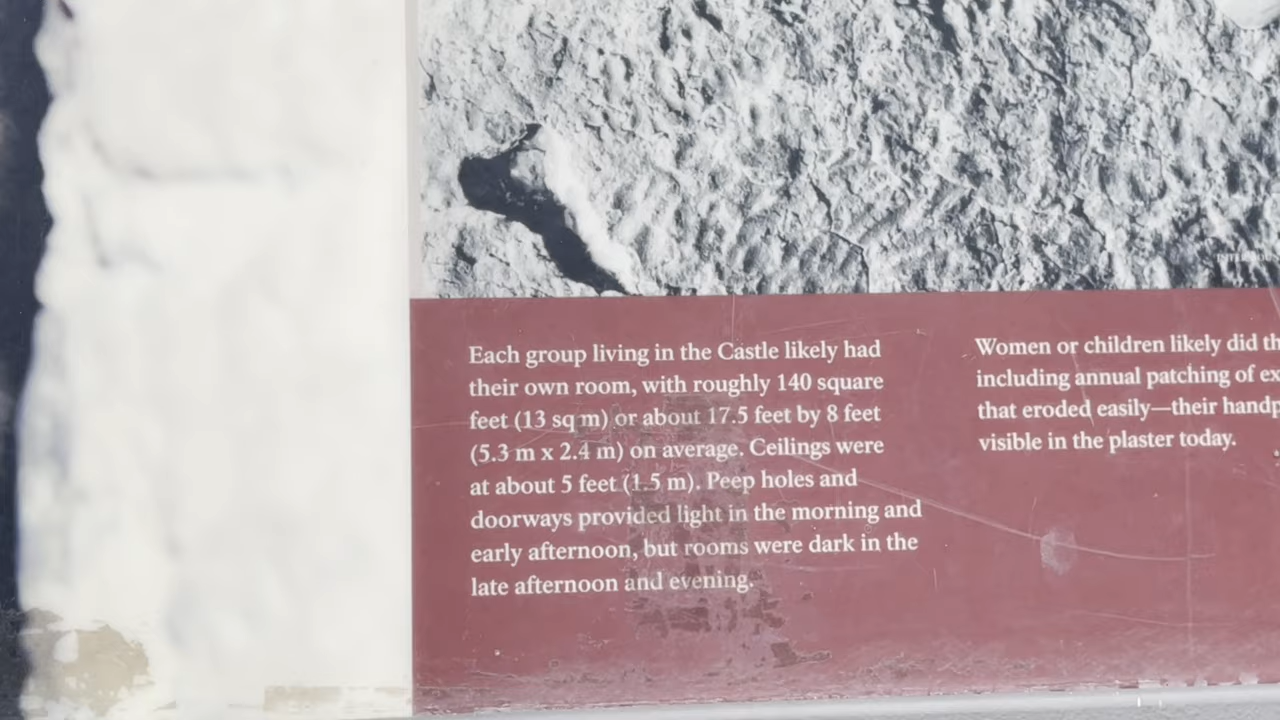 Each group living in the Castle likely had
their own room, with roughly 140 square
feet (13 sq m) or about 17.5 feet by 8 feet
(5.3 m x 2.4 m) on average. Ceilings were
at about 5 feet (1.5 m). Peep holes and
doorways provided light in the morning and
early afternoon, but rooms were dark in the
late afternoon and evening.
Women or children likely did th
including annual patching of ex
that eroded easily—their handp
visible in the plaster today.